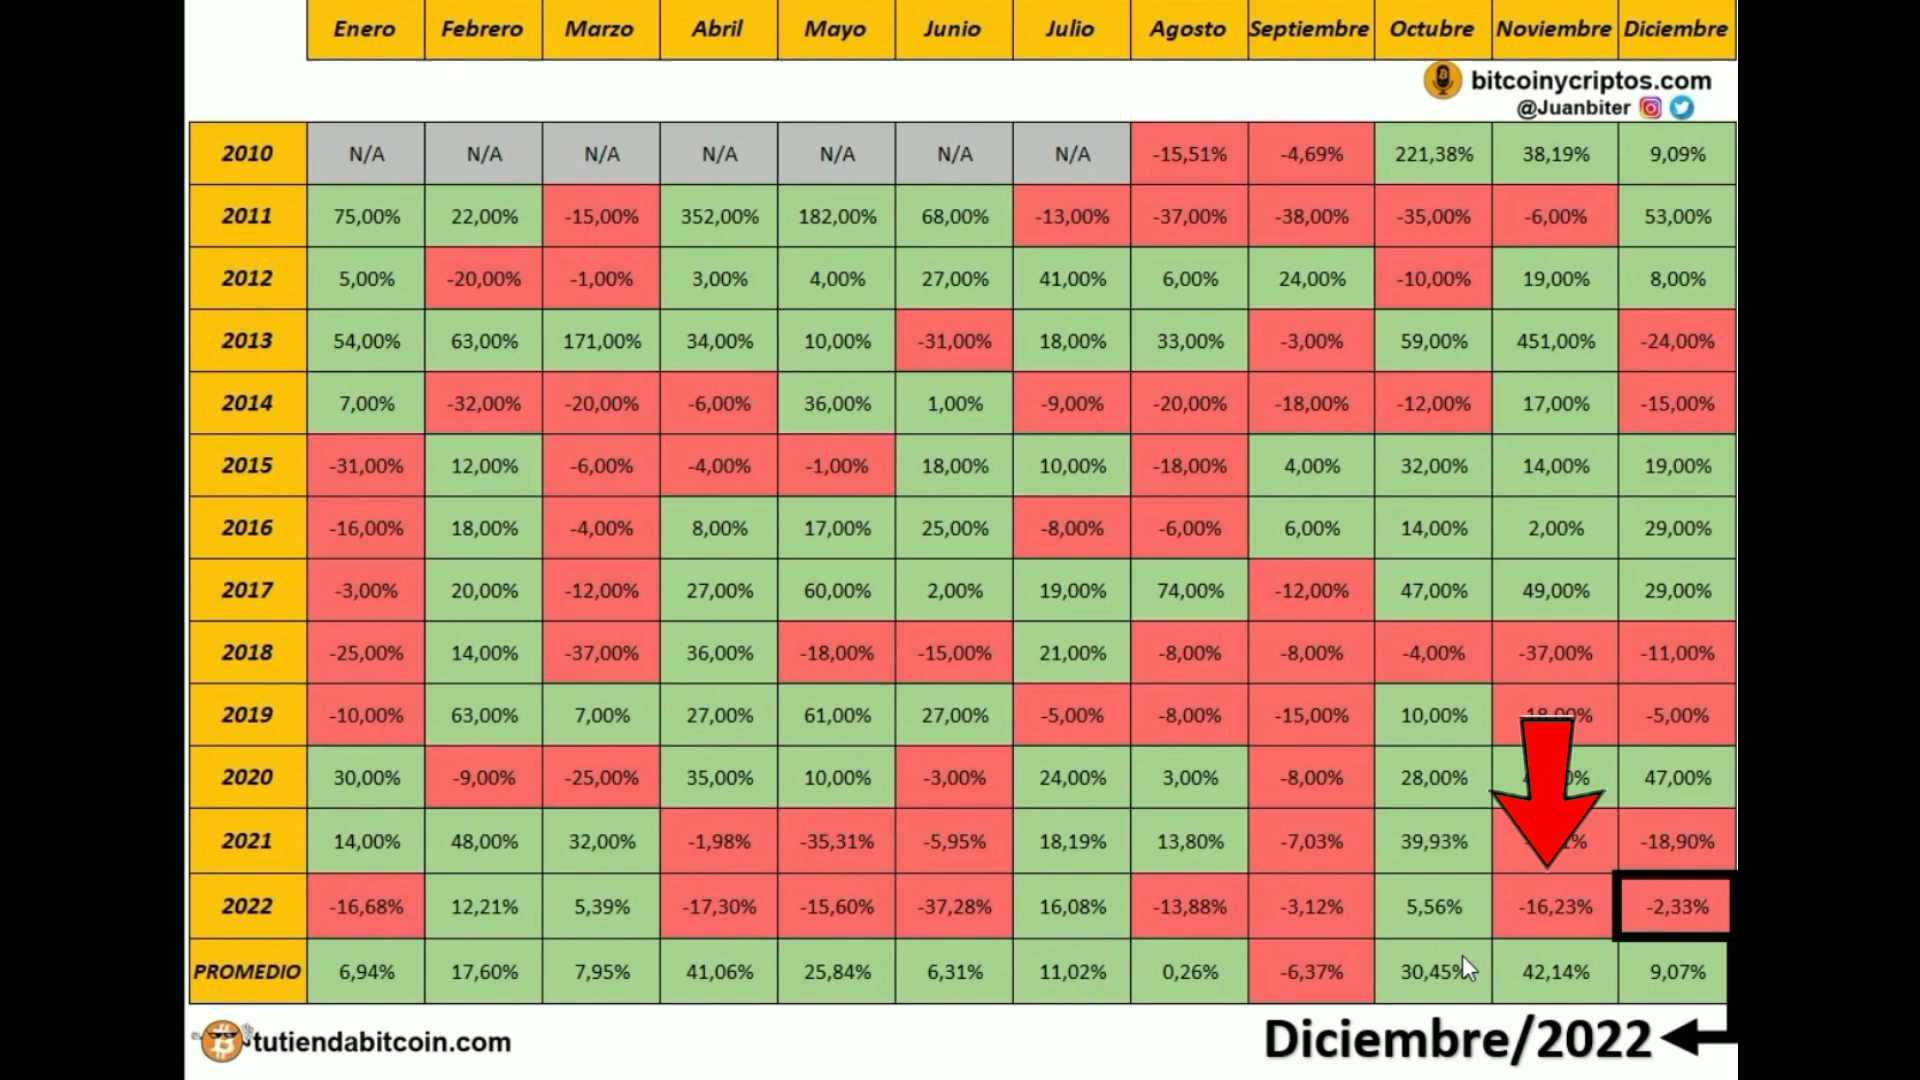 Enero Febrero Marzo Abril Mayo Junio Julio Agosto Septiembre Octubre Noviembre Diciembre
bitcoinycriptos.com
@Juanbiter
2010 N/A N/A N/A N/A N/A N/A N/A -15,51% -4,69% 221,38% 38,19% 9,09%
2011 75,00% 22,00% -15,00% 352,00% 182,00% 68,00% -13,00% -37,00% -38,00% -35,00% -6,00% 53,00%
2012 5,00% -20,00% -1,00% 3,00% 4,00% 27,00% 41,00% 6,00% 24,00% -10,00% 19,00% 8,00%
2013 54,00% 63,00% 171,00% 34,00% 10,00% -31,00% 18,00% 33,00% -3,00% 59,00% 451,00% -24,00%
2014 7,00% -32,00% -20,00% -6,00% 36,00% 1,00% -9,00% -20,00% -18,00% -12,00% 17,00% -15,00%
2015 -31,00% 12,00% -6,00% -4,00% -1,00% 18,00% 10,00% -18,00% 4,00% 32,00% 14,00% 19,00%
2016 -16,00% 18,00% -4,00% 8,00% 17,00% 25,00% -8,00% -6,00% 6,00% 14,00% 2,00% 29,00%
2017 -3,00% 20,00% -12,00% 27,00% 60,00% 2,00% 19,00% 74,00% -12,00% 47,00% 49,00% 29,00%
2018 -25,00% 14,00% -37,00% 36,00% -18,00% -15,00% 21,00% -8,00% -8,00% -4,00% -37,00% -11,00%
2019 -10,00% 63,00% 7,00% 27,00% 61,00% 27,00% -5,00% -8,00% -15,00% 10,00% -5,00%
2020 30,00% -9,00% -25,00% 35,00% 10,00% -3,00% 24,00% 3,00% -8,00% 28,00% 47,00%
2021 14,00% 48,00% 32,00% -1,98% -35,31% -5,95% 18,19% 13,80% -7,03% 39,93% -18,90%
2022 -16,68% 12,21% 5,39% -17,30% -15,60% -37,28% 16,08% -13,88% -3,12% 5,56% -16,23% -2,33%
PROMEDIO 6,94% 17,60% 7,95% 41,06% 25,84% 6,31% 11,02% 0,26% -6,37% 30,45% 42,14% 9,07%
tutiendabitcoin.com
Diciembre/2022